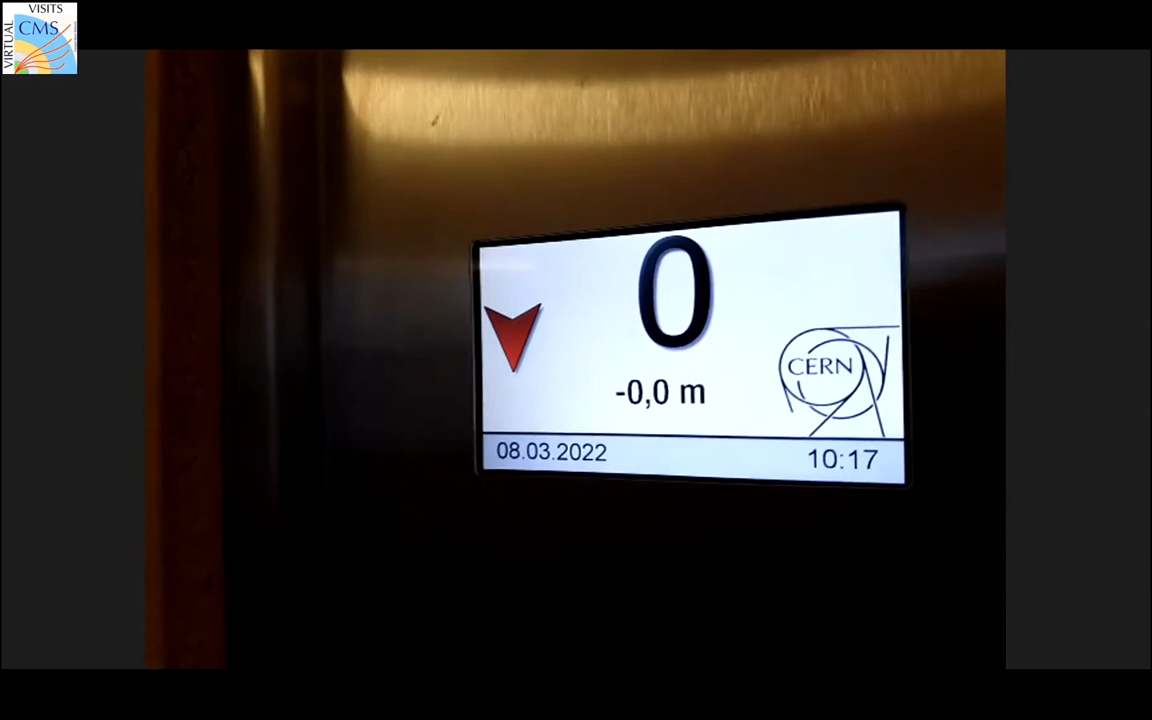 VISITS
CMS
VIRTUAL
0
-0,0 m
CERN
08.03.2022
10:17